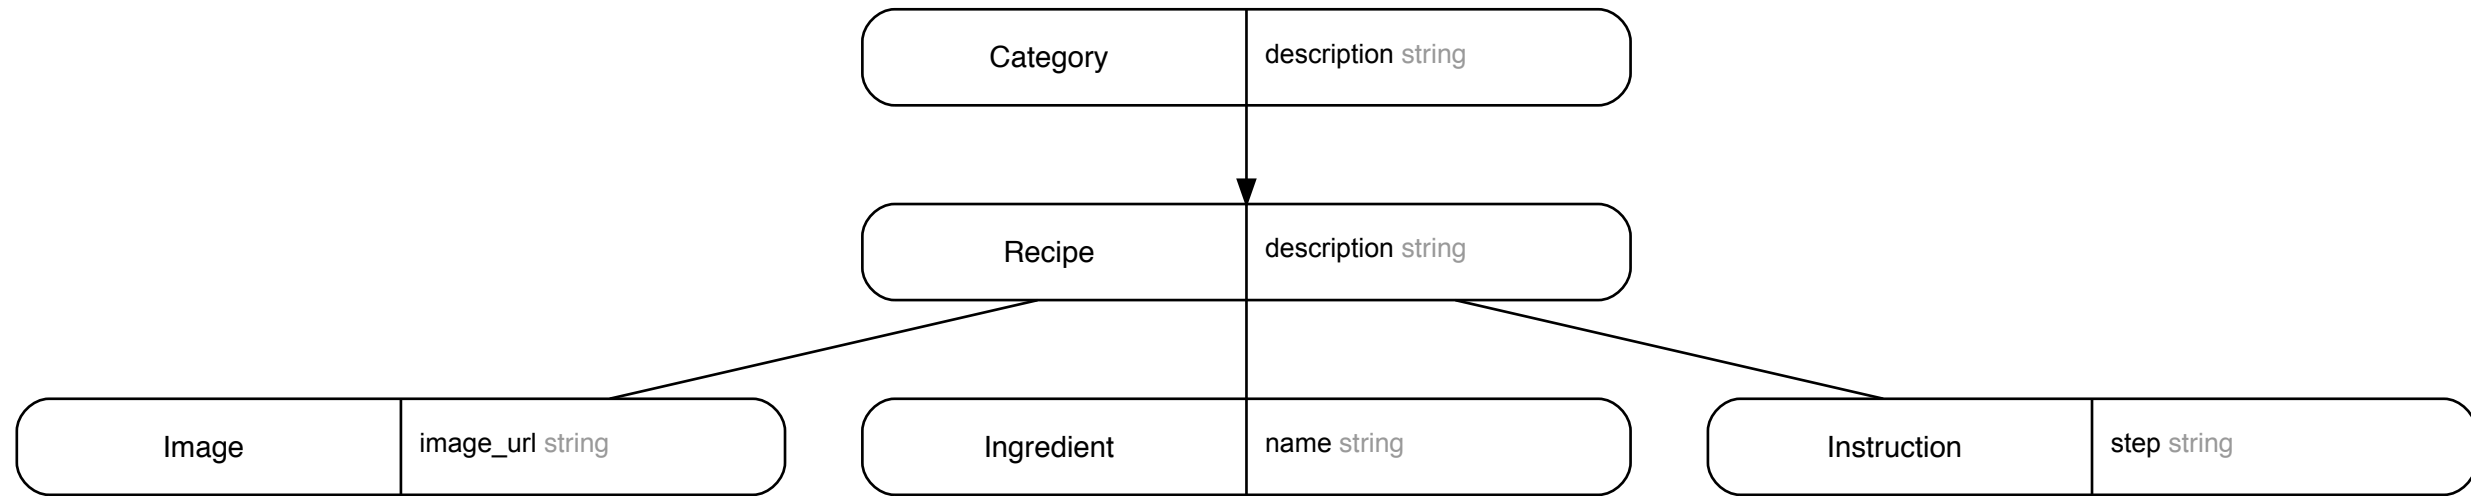 Category
description string
Recipe
description string
Image
image_url string
Ingredient
name string
Instruction
step string